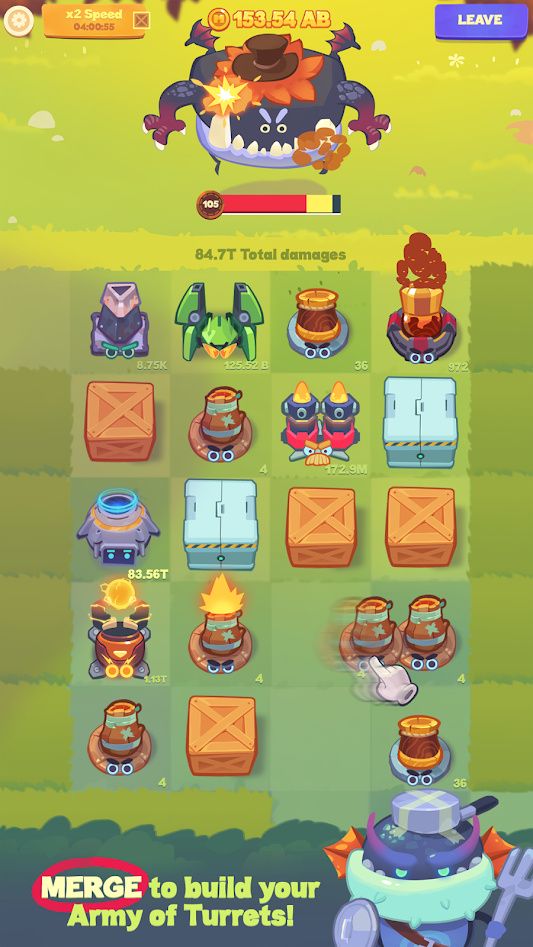 x2 Speed
04:00:55
153.54 AB
LEAVE
105
84.7T Total damages
8.75K
125.52 B
36
972
4
172.9M
83.56T
1.13T
4
4
4
4
36
MERGE to build your
Army of Turrets!